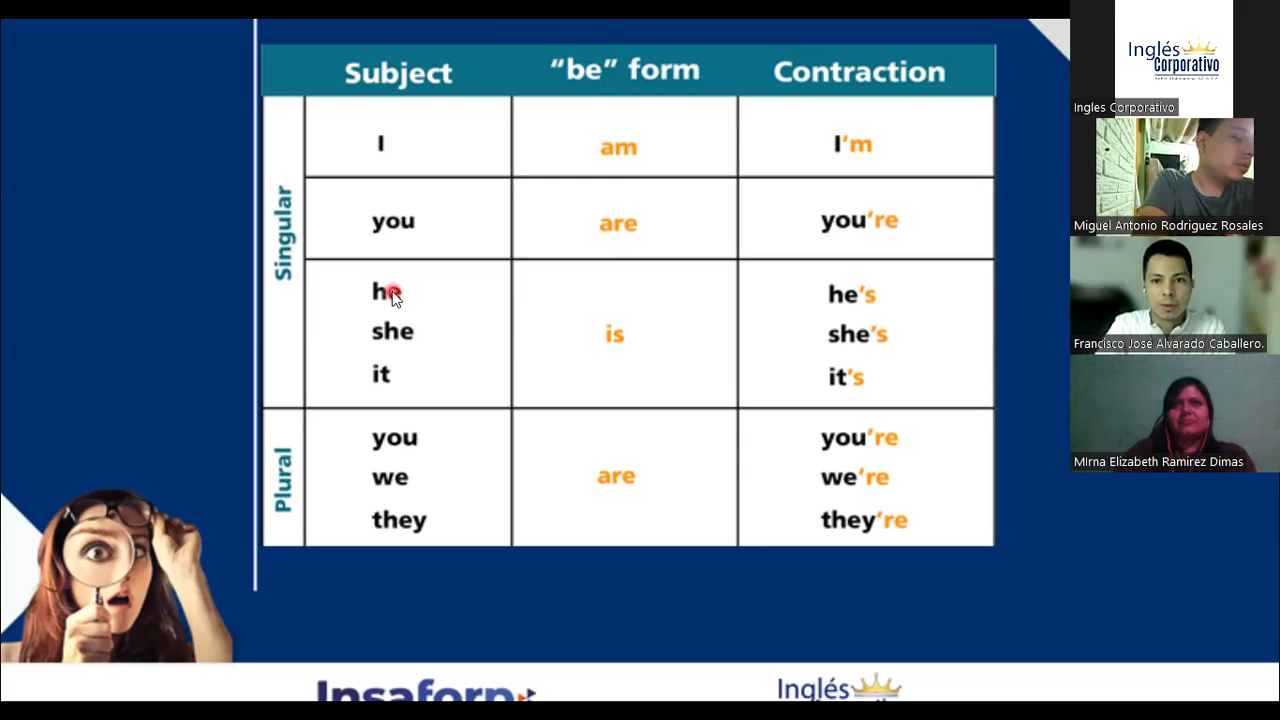 Subject "be" form Contraction
Singular
I am I'm
you are you're
he he's
she is she's
it it's
Plural
you you're
we are we're
they they're
Insaforp
Inglés
Corporativo
Inglés
Corporativo
Ingles Corporativo
Miguel Antonio Rodriguez Rosales
Francisco José Alvarado Caballero.
MIrna Elizabeth Ramirez Dimas